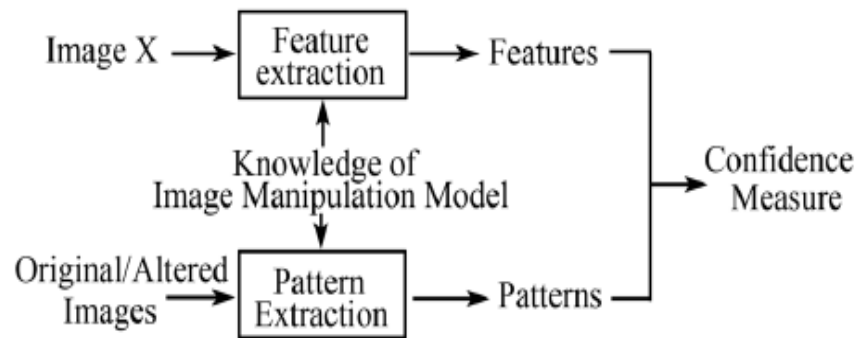 Image X
Feature
extraction
Features
Knowledge of
Image Manipulation Model
Confidence
Measure
Original/Altered
Images
Pattern
Extraction
Patterns